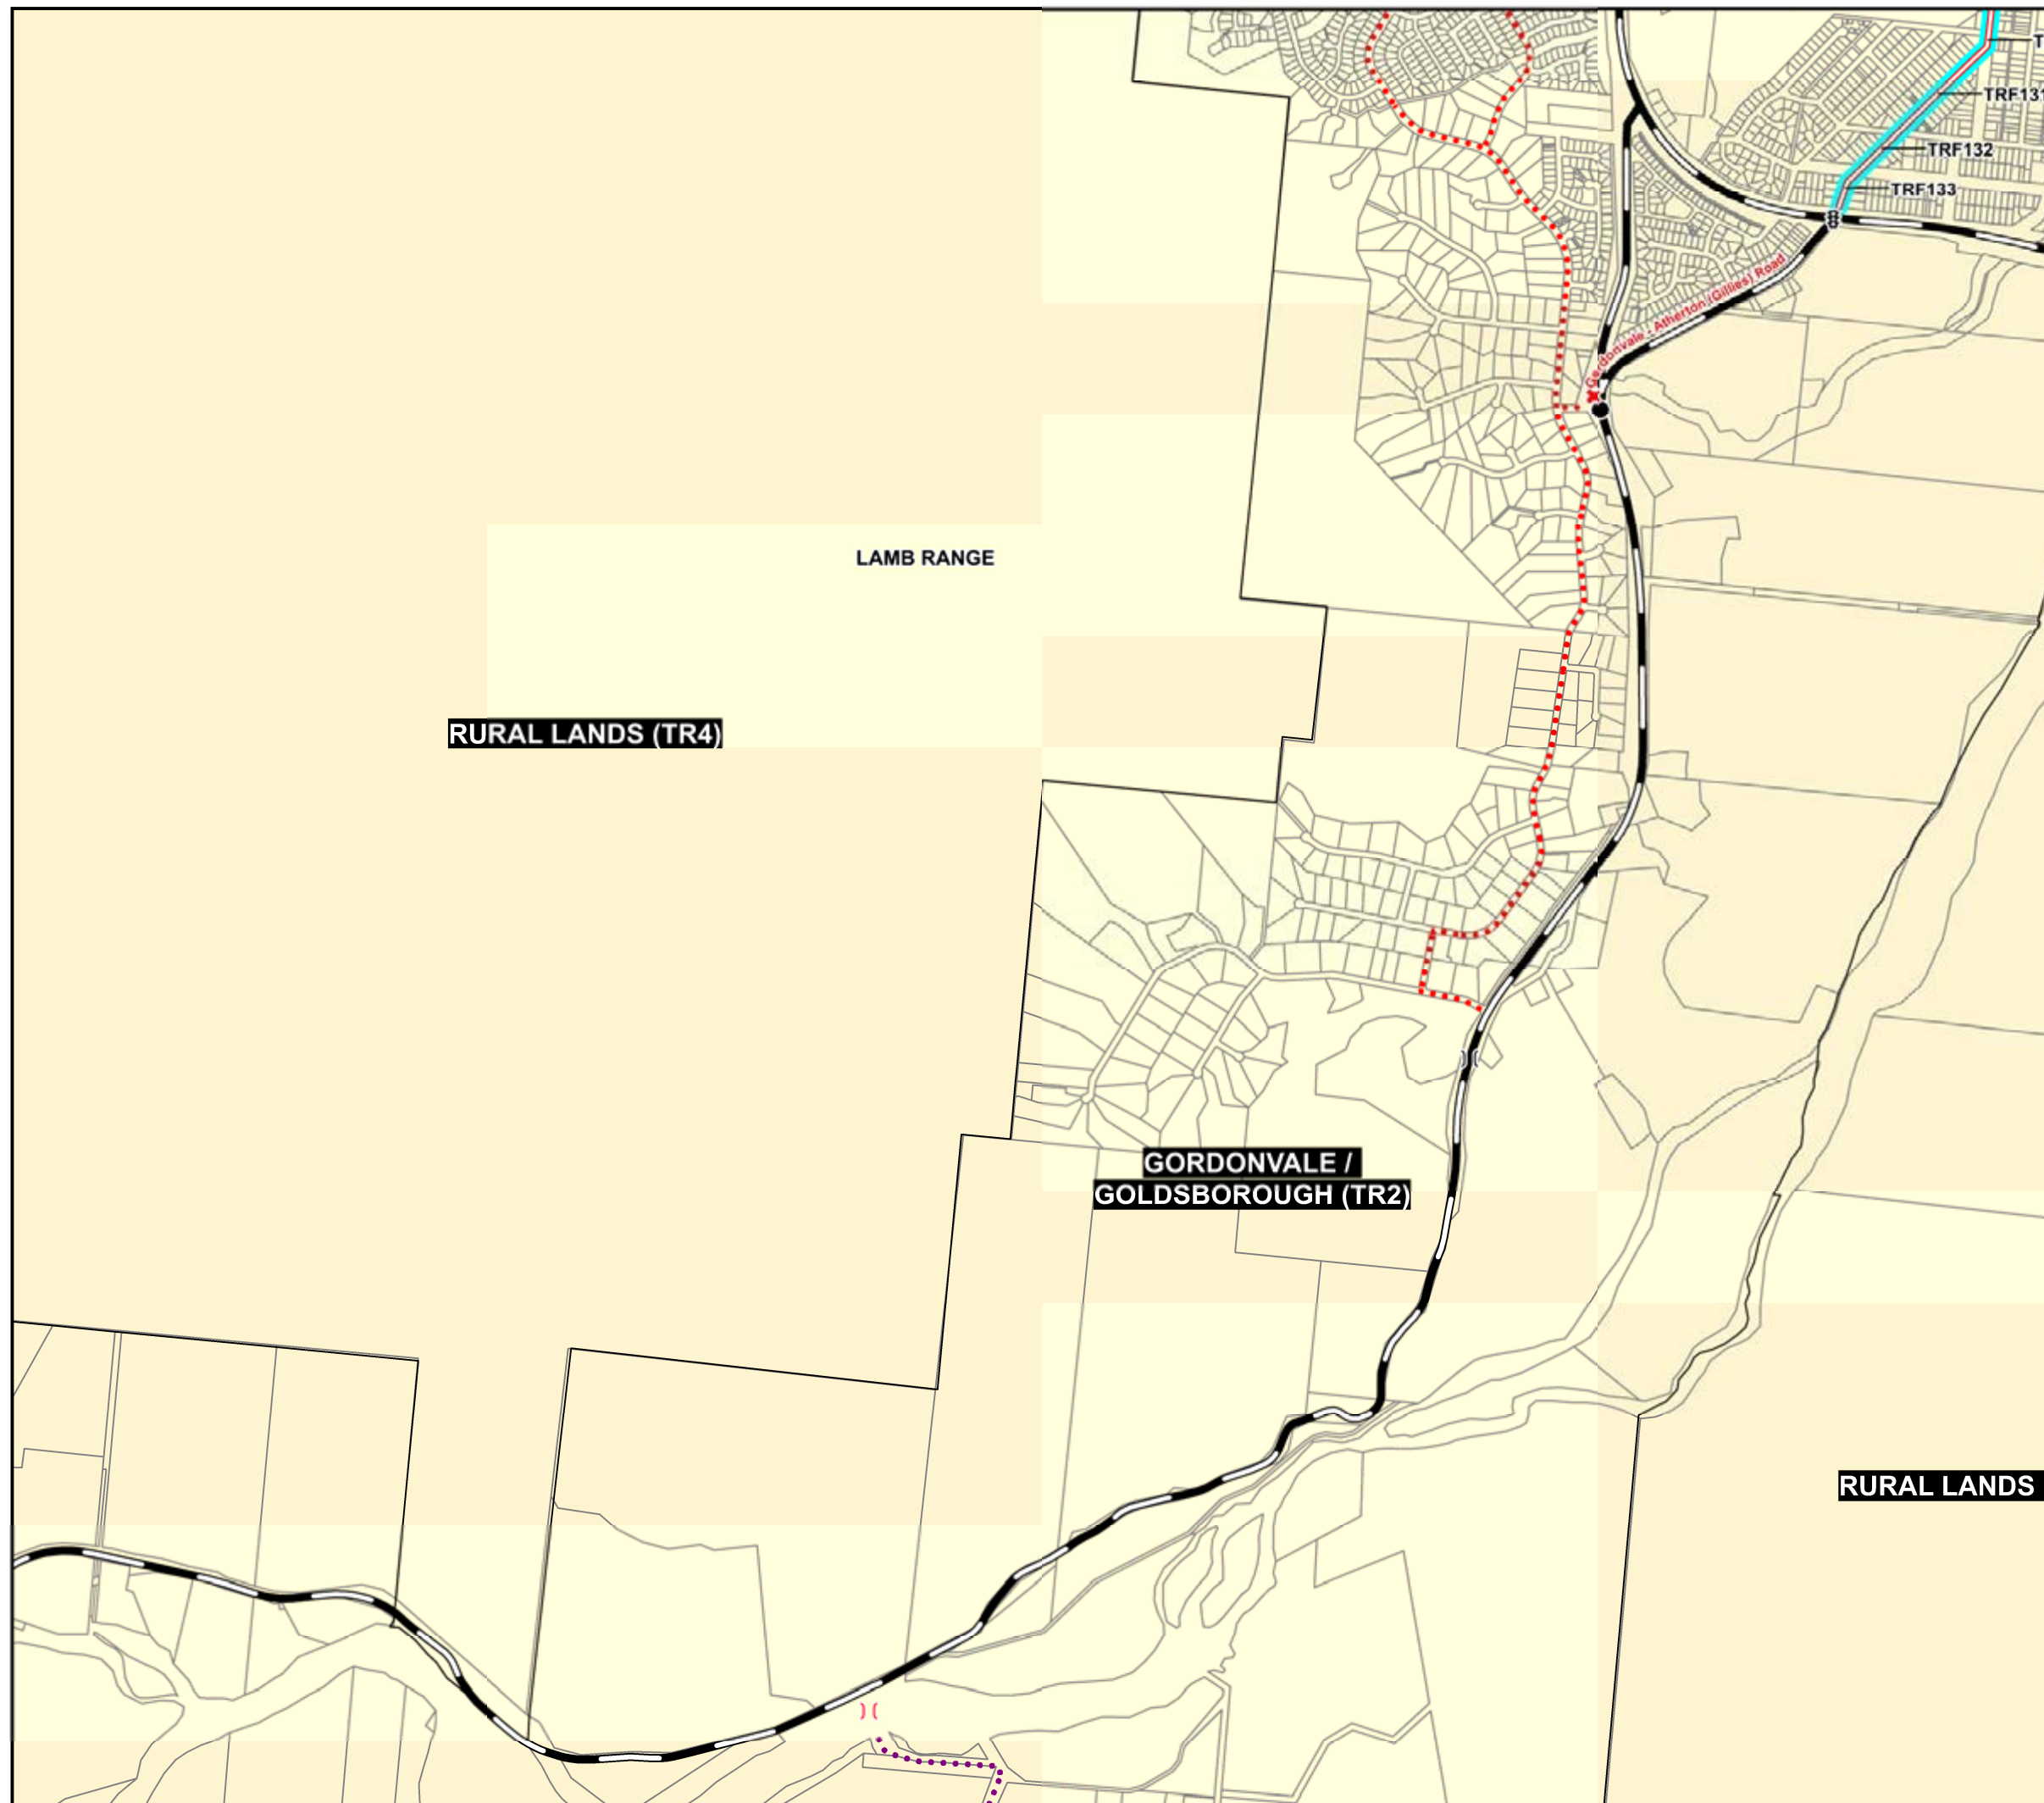 TRF131
TRF132
TRF133
Gordonvale - Atherton (Gillies) Road
LAMB RANGE
RURAL LANDS (TR4)
GORDONVALE /
GOLDSBOROUGH (TR2)
RURAL LANDS